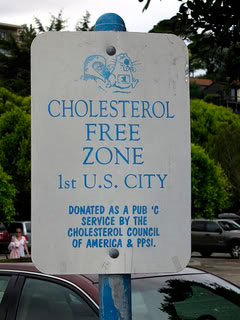 CHOLESTEROL
FREE
ZONE
1st U.S. CITY
DONATED AS A PUB 'C
SERVICE BY THE
CHOLESTEROL COUNCIL
OF AMERICA & PPSI.